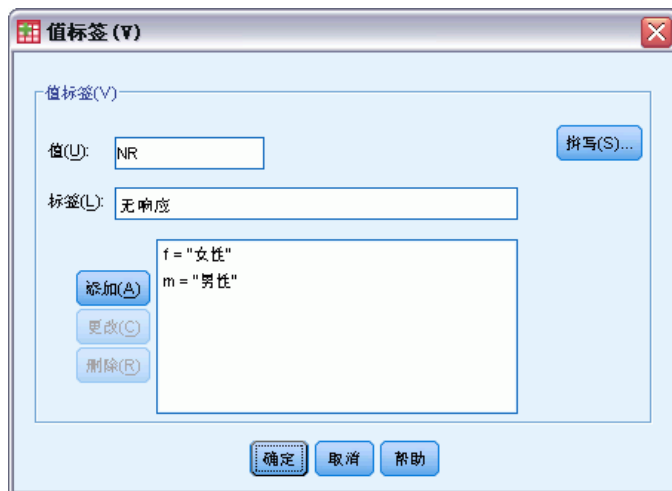 值标签(V)
值标签(V)
值(U): NR
拼写(S)...
标签(L): 无响应
f = "女性"
m = "男性"
添加(A)
更改(C)
删除(R)
确定 取消 帮助